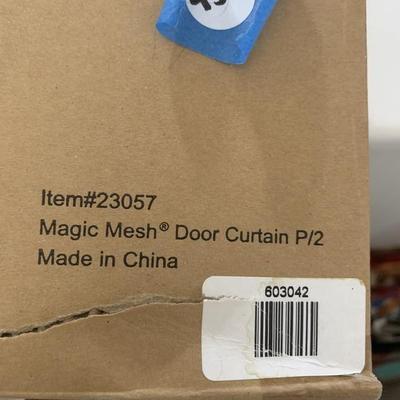 Item#23057
Magic Mesh® Door Curtain P/2
Made in China
603042